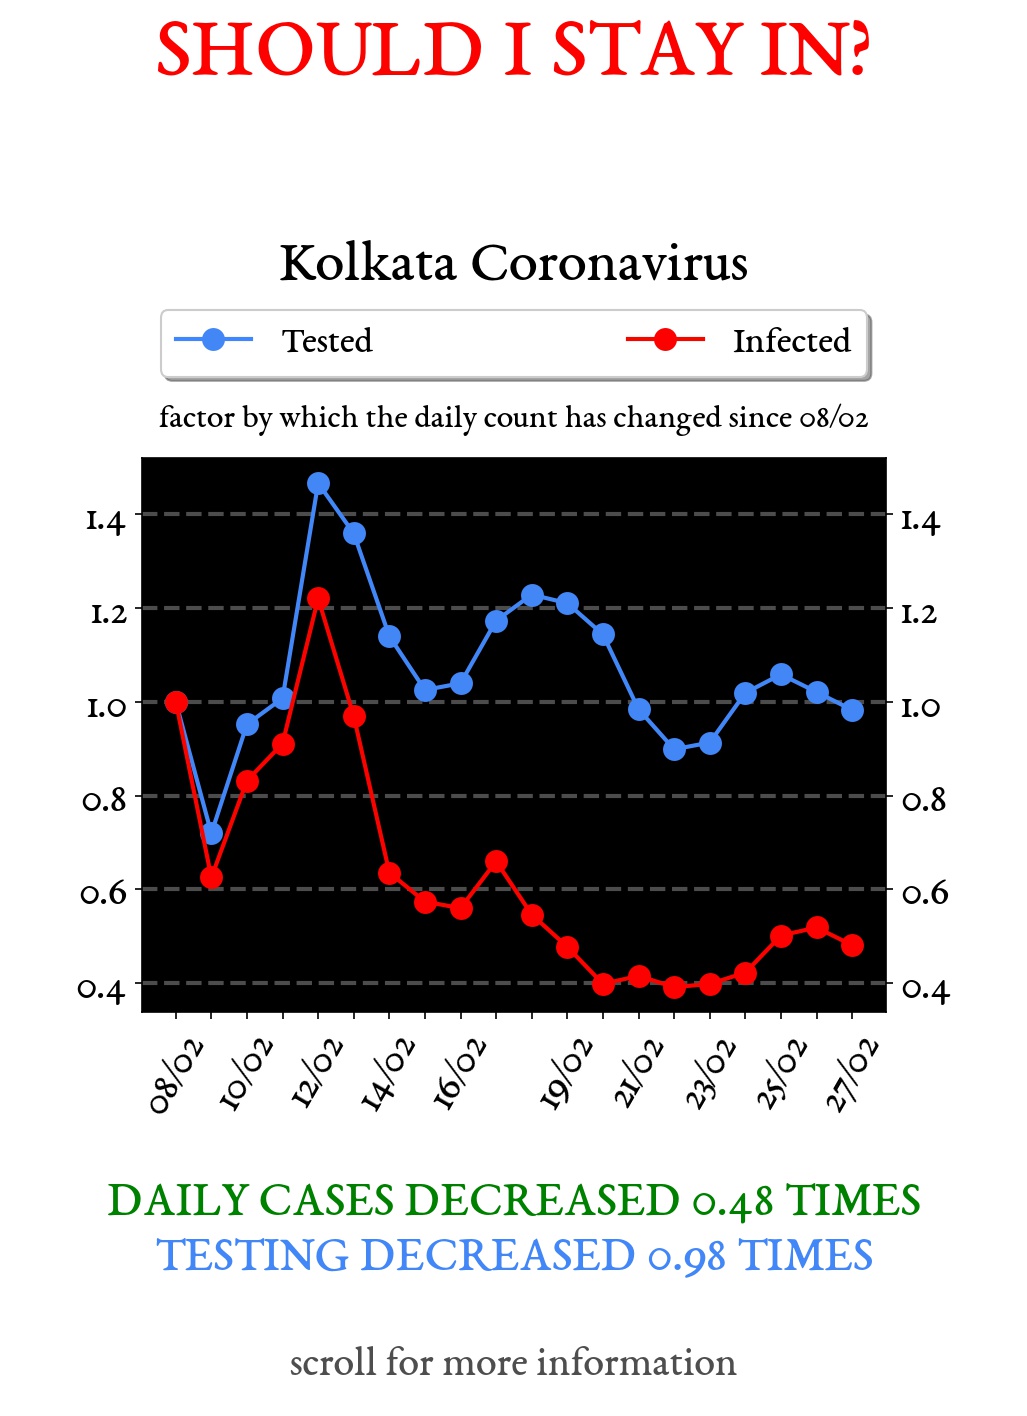 SHOULD I STAY IN?
Kolkata Coronavirus
Tested Infected
factor by which the daily count has changed since 08/02
1.4 1.4
1.2 1.2
1.0 1.0
0.8 0.8
0.6 0.6
0.4 0.4
08/02 10/02 12/02 14/02 16/02 19/02 21/02 23/02 25/02 27/02
DAILY CASES DECREASED 0.48 TIMES
TESTING DECREASED 0.98 TIMES
scroll for more information